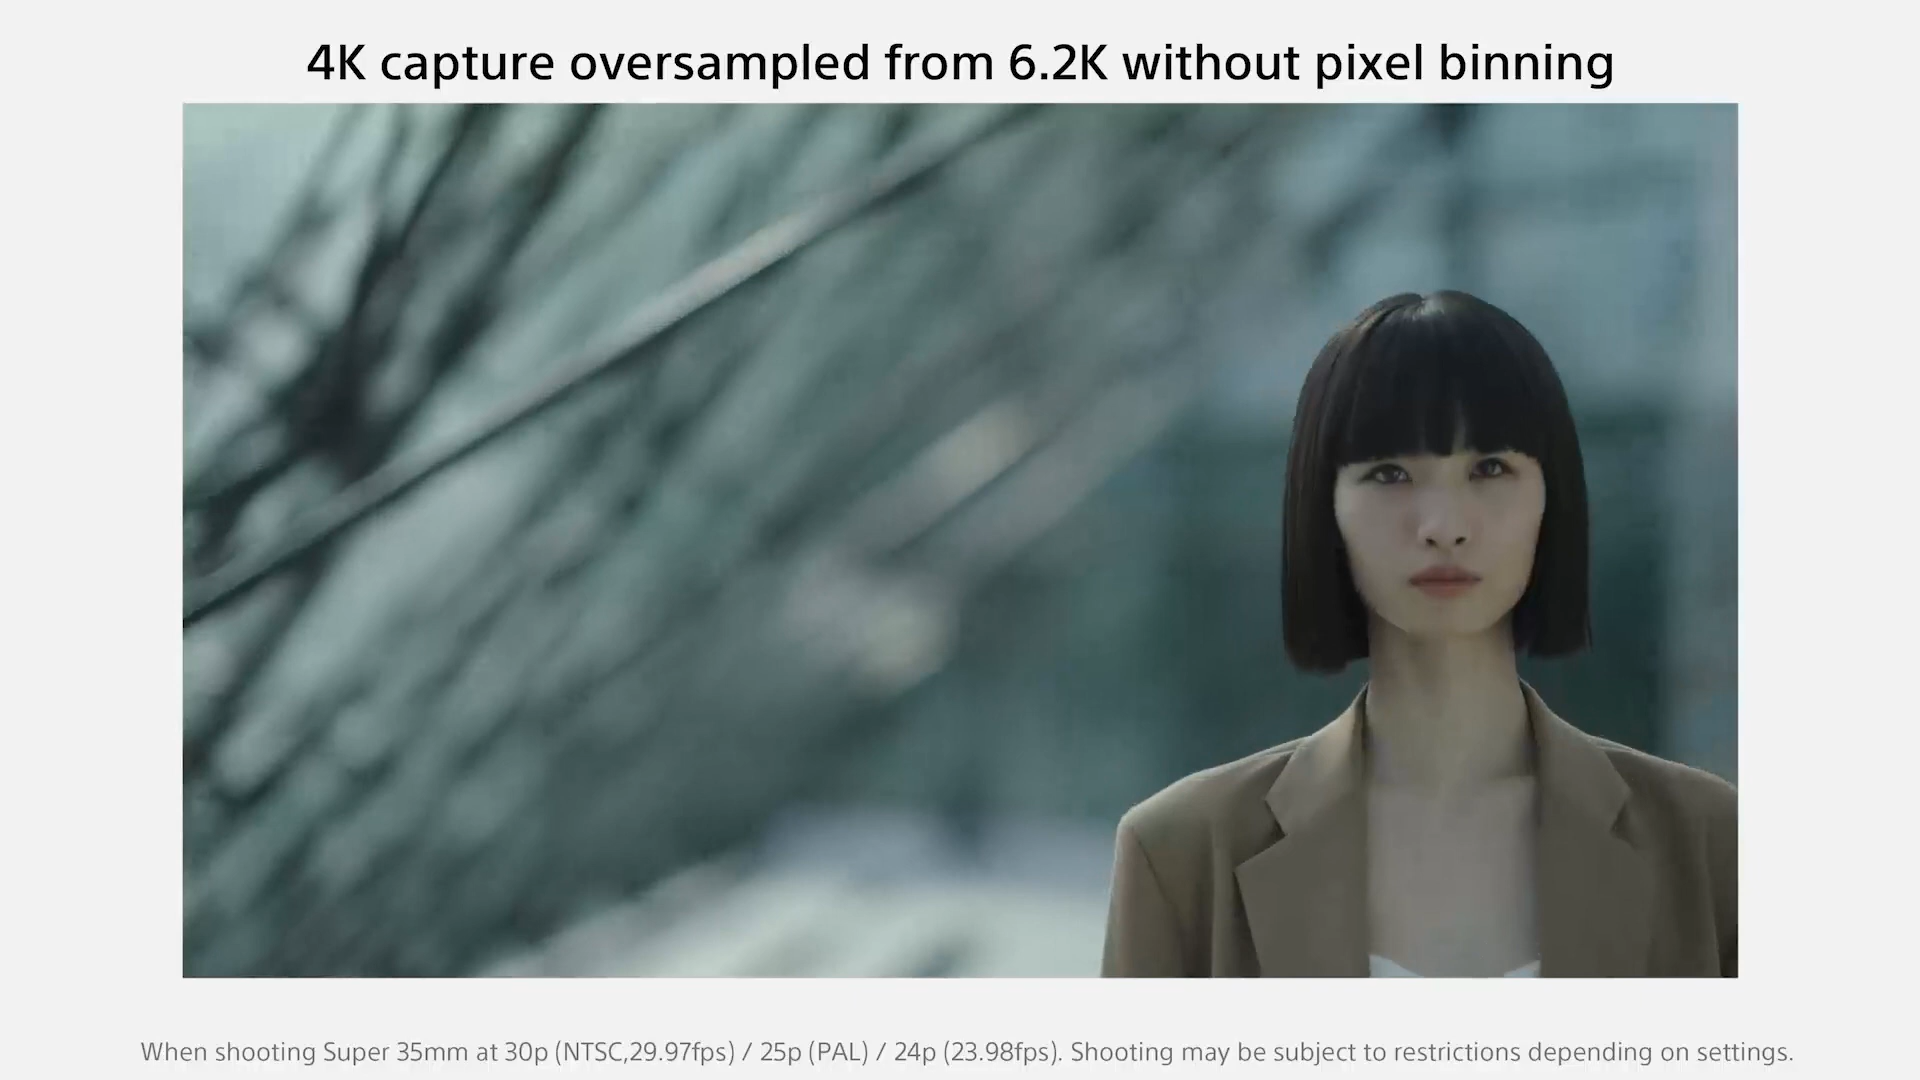 4K capture oversampled from 6.2K without pixel binning
When shooting Super 35mm at 30p (NTSC,29.97fps) / 25p (PAL) / 24p (23.98fps). Shooting may be subject to restrictions depending on settings.